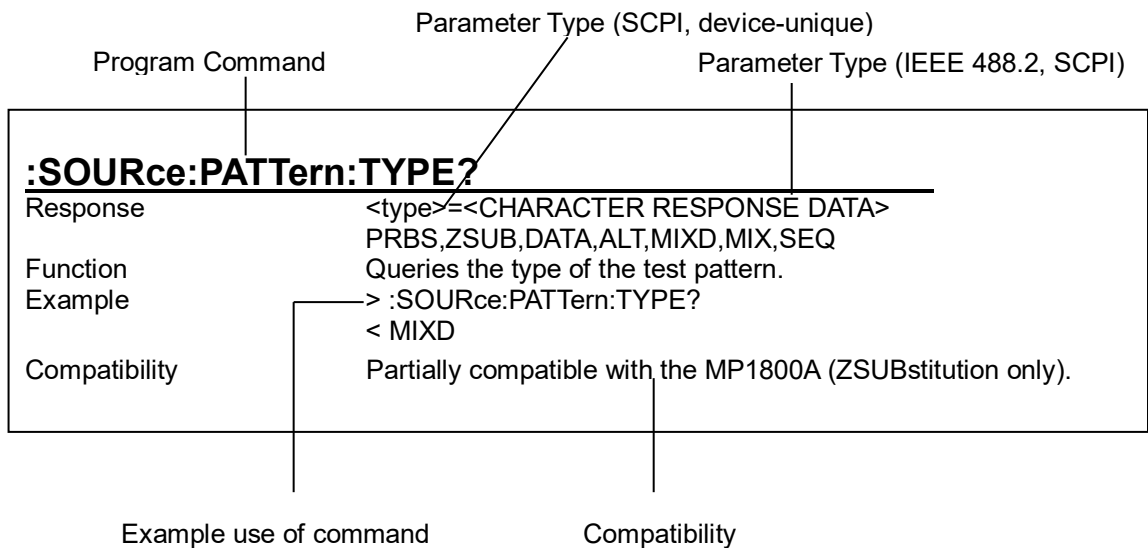 Parameter Type (SCPI, device-unique)
Program Command
Parameter Type (IEEE 488.2, SCPI)
:SOURce:PATTern:TYPE?
Response <type>=<CHARACTER RESPONSE DATA>
PRBS,ZSUB,DATA,ALT,MIXD,MIX,SEQ
Function Queries the type of the test pattern.
Example > :SOURce:PATTern:TYPE?
< MIXD
Compatibility Partially compatible with the MP1800A (ZSUBstitution only).
Example use of command
Compatibility